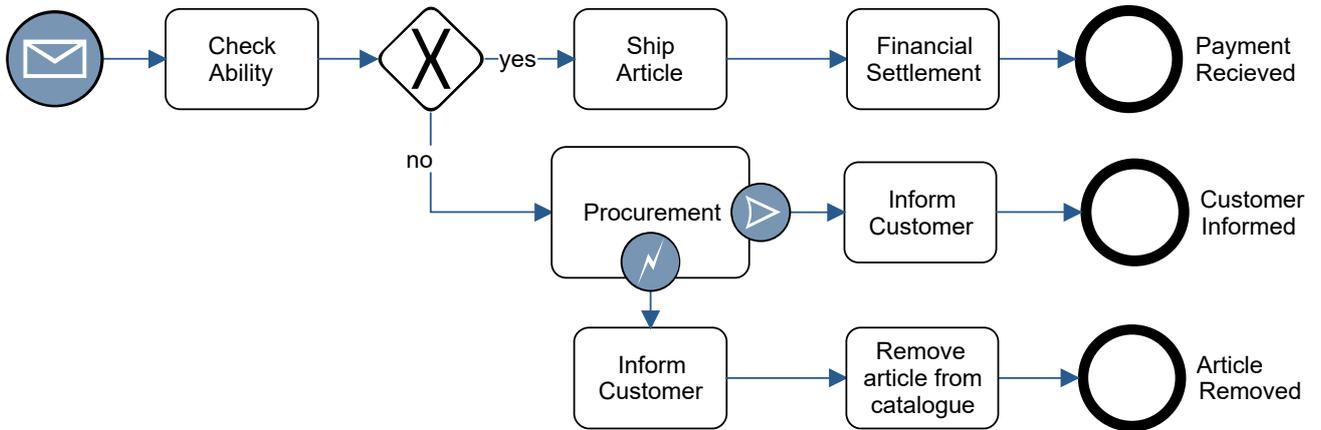 Check
Ability
yes
Ship
Article
Financial
Settlement
Payment
Recieved
no
Procurement
Inform
Customer
Customer
Informed
Inform
Customer
Remove
article from
catalogue
Article
Removed